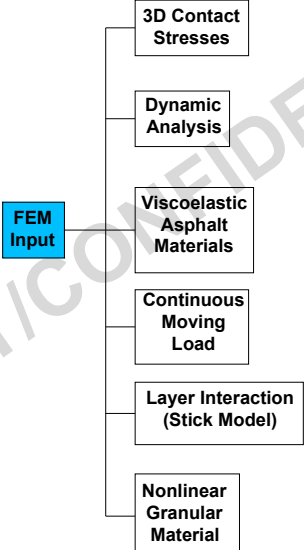 3D Contact
Stresses
Dynamic
Analysis
FEM
Input
Viscoelastic
Asphalt
Materials
Continuous
Moving
Load
Layer Interaction
(Stick Model)
Nonlinear
Granular
Material